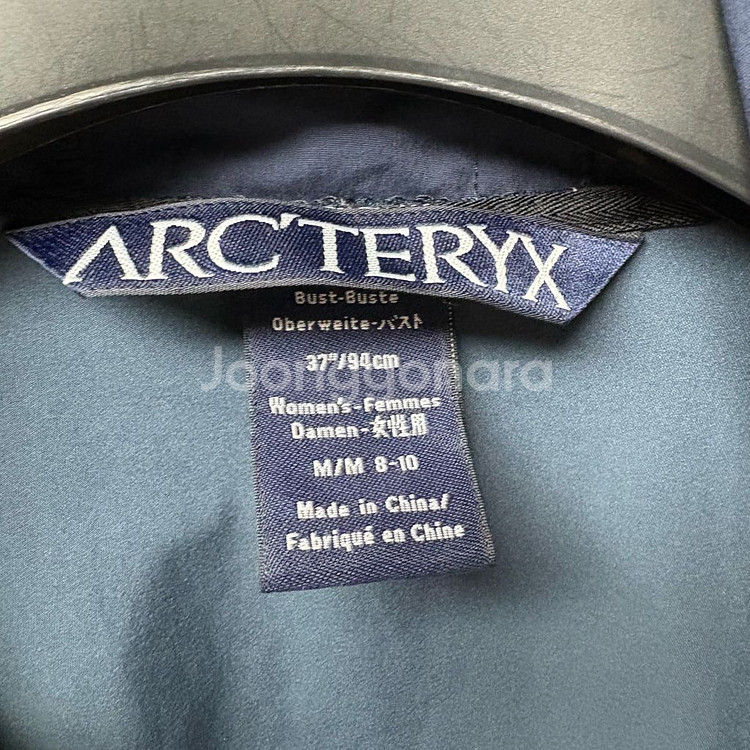 ARC'TERYX
Bust-Buste
Oberweite-バスト
37"/94cm
Joonggonara
Women's-Femmes
Damen-女性用
M/M 8-10
Made in China/
Fabriqué en Chine